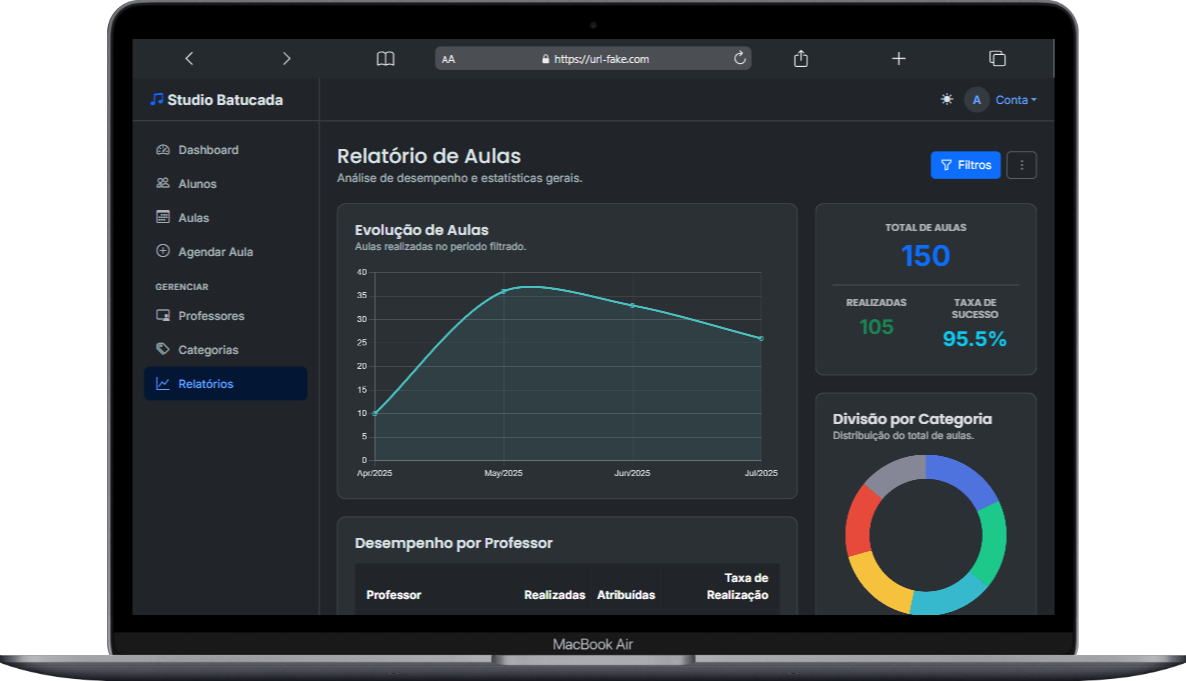 AA
https://url-fake.com
Studio Batucada
A
Conta
Dashboard
Alunos
Aulas
Agendar Aula
GERENCIAR
Professores
Categorias
Relatórios
Relatório de Aulas
Análise de desempenho e estatísticas gerais.
Filtros
Evolução de Aulas
Aulas realizadas no período filtrado.
40
35
30
25
20
15
10
5
0
Apr/2025 May/2025 Jun/2025 Jul/2025
TOTAL DE AULAS
150
REALIZADAS
105
TAXA DE
SUCESSO
95.5%
Divisão por Categoria
Distribuição do total de aulas.
Desempenho por Professor
Professor Realizadas Atribuídas Taxa de
Realização
MacBook Air